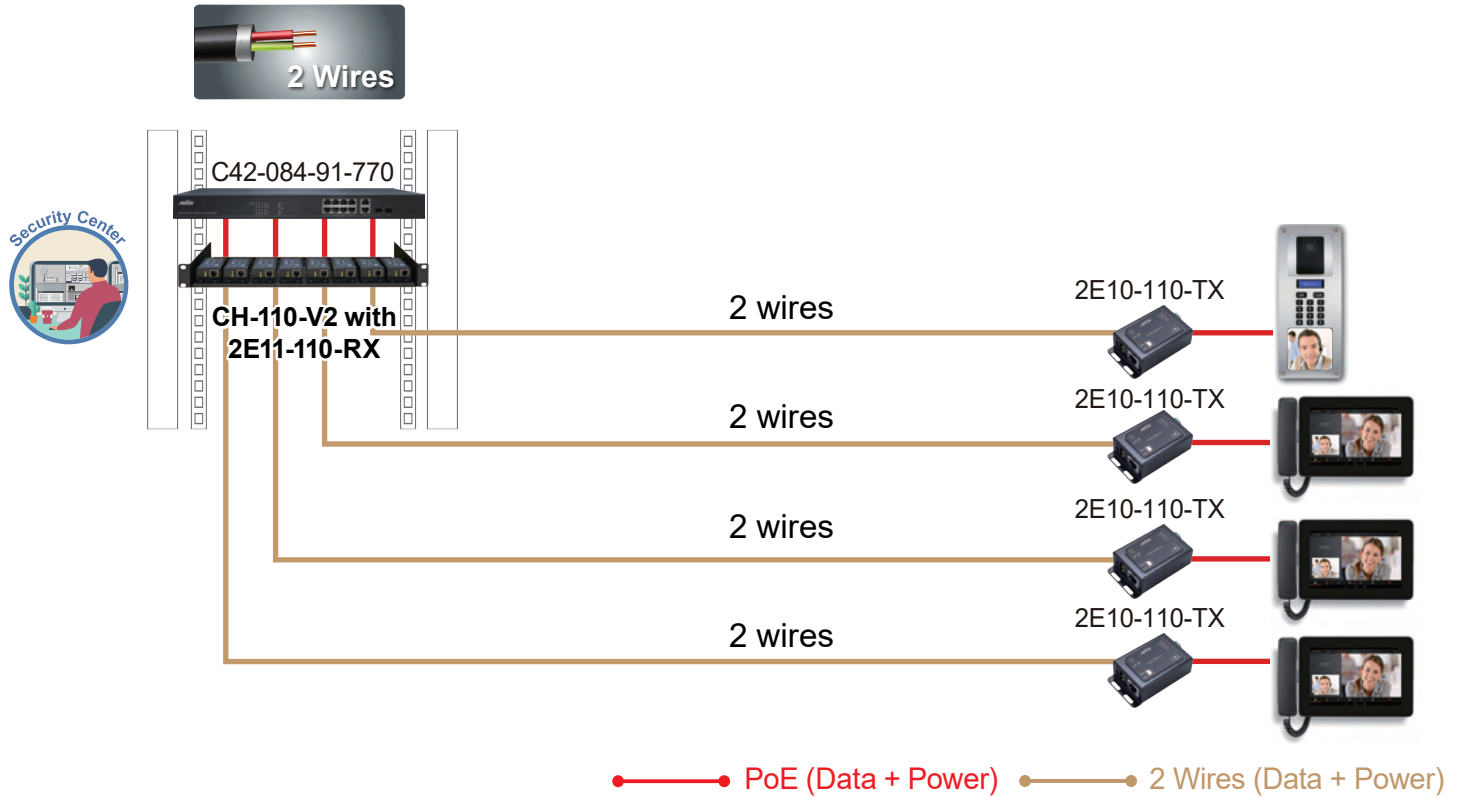 2 Wires
C42-084-91-770
Security Center
CH-110-V2 with
2E11-110-RX
2 wires
2E10-110-TX
2 wires
2E10-110-TX
2 wires
2E10-110-TX
2 wires
2E10-110-TX
PoE (Data + Power)
2 Wires (Data + Power)